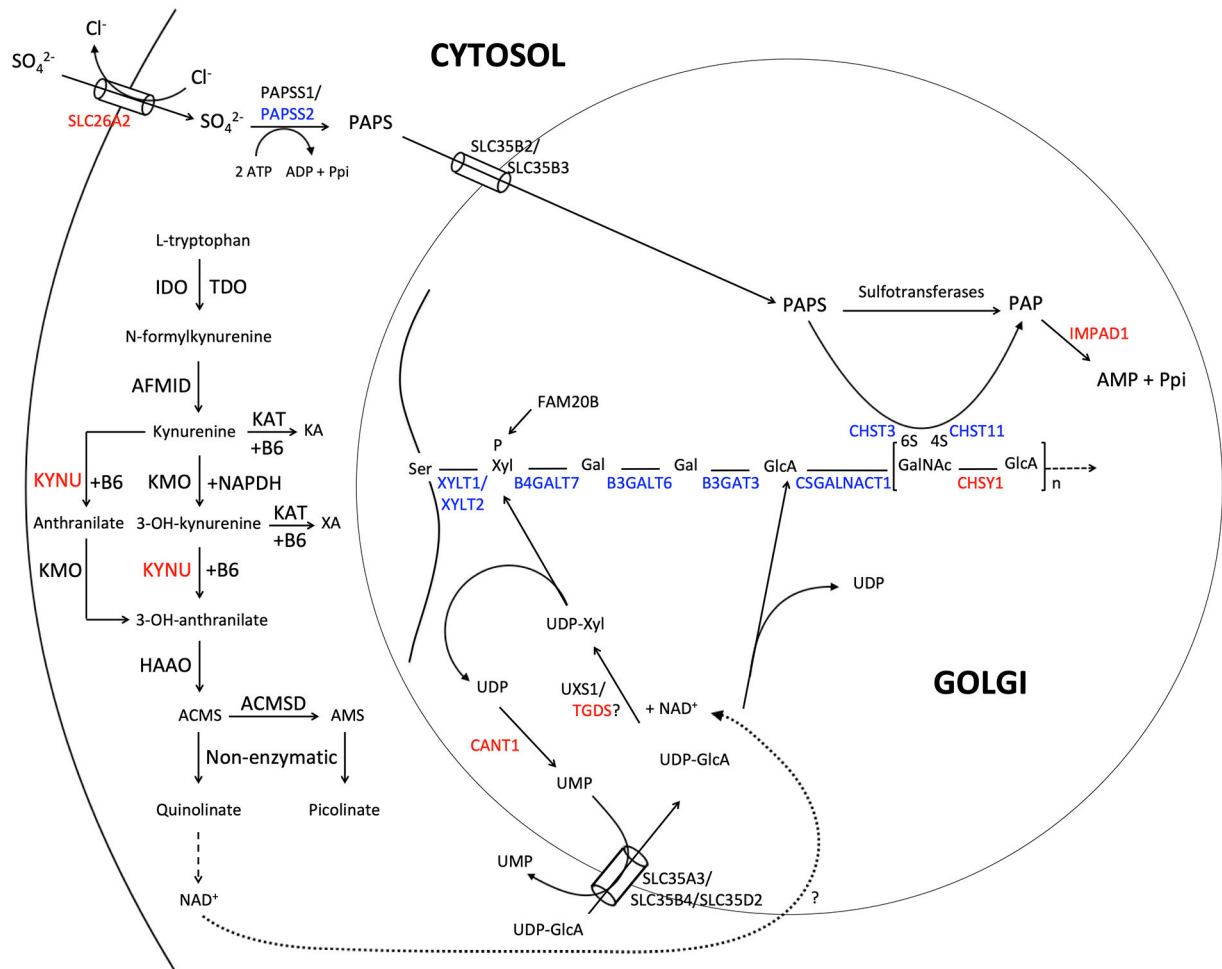 CYTOSOL
Cl⁻
SO₄²⁻
Cl⁻
SLC26A2
SO₄²⁻
PAPSS1/
PAPSS2
PAPS
2 ATP
ADP + Ppi
SLC35B2/
SLC35B3
L-tryptophan
IDO
TDO
N-formylkynurenine
AFMID
Kynurenine
KAT
+B6
KA
KYNU
+B6
KMO
+NAPDH
Anthranilate
3-OH-kynurenine
KAT
+B6
XA
KMO
KYNU
+B6
3-OH-anthranilate
HAAO
ACMS
ACMSD
AMS
Non-enzymatic
Quinolinate
Picolinate
NAD⁺
PAPS
Sulfotransferases
PAP
IMPAD1
AMP + Ppi
FAM20B
P
CHST3
6S
4S
CHST11
Ser
Xyl
Gal
Gal
GlcA
GalNAc
GlcA
n
XYLT1/
XYLT2
B4GALT7
B3GALT6
B3GAT3
CSGALNACT1
CHSY1
UDP
UDP-Xyl
GOLGI
UDP
UXS1/
TGDS?
+ NAD⁺
CANT1
UDP-GlcA
UMP
UMP
SLC35A3/
SLC35B4/SLC35D2
?
UDP-GlcA